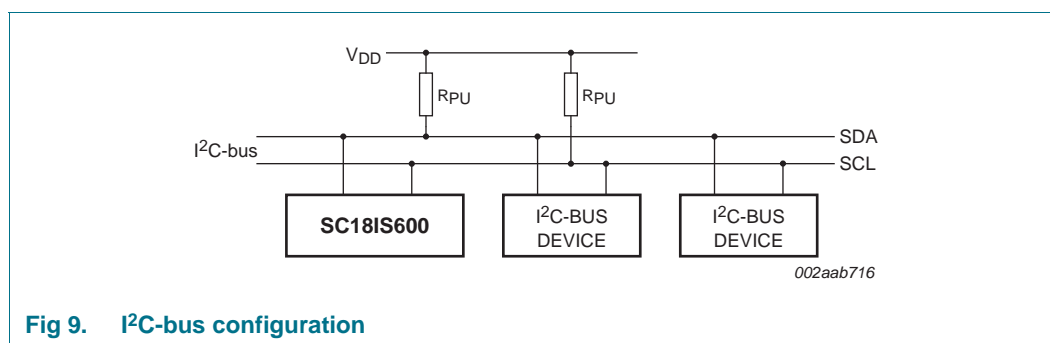 VDD
RPU RPU
SDA
I2C-bus
SCL
SC18IS600 I2C-BUS DEVICE I2C-BUS DEVICE
002aab716
Fig 9. I2C-bus configuration